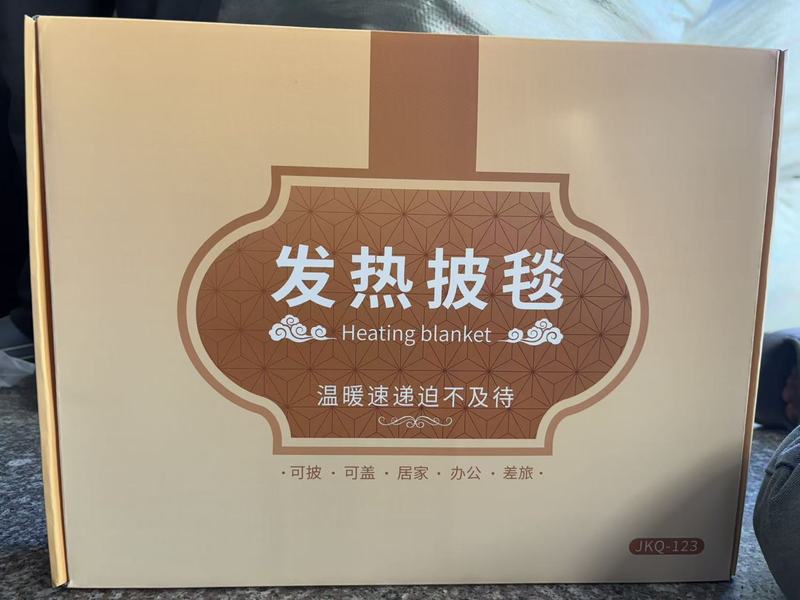 发热披毯
Heating blanket
温暖速递迫不及待
·可披·可盖·居家·办公·差旅·
JKQ-123